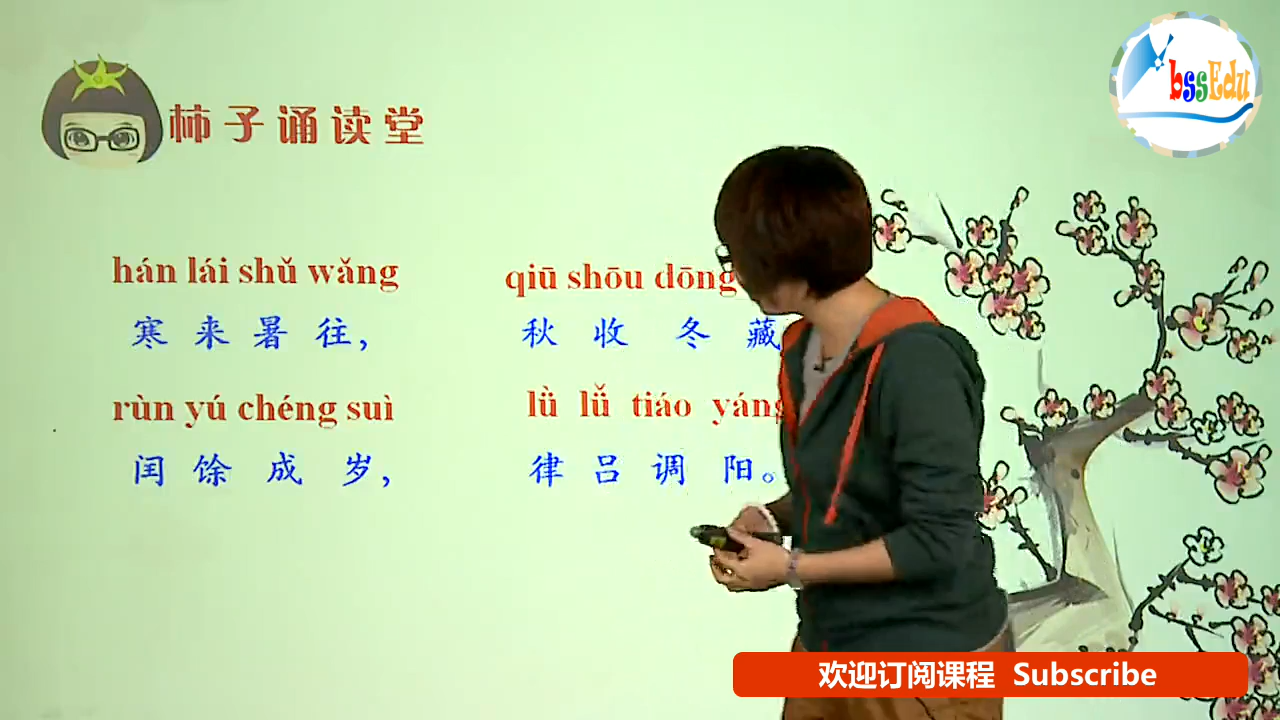 柿子诵读堂
bssEdu
hán lái shǔ wǎng
qiū shōu dōng
寒来暑往，
秋收冬藏
rùn yú chéng suì
lǜ lǚ tiáo yáng
闰馀成岁，
律吕调阳。
欢迎订阅课程 Subscribe